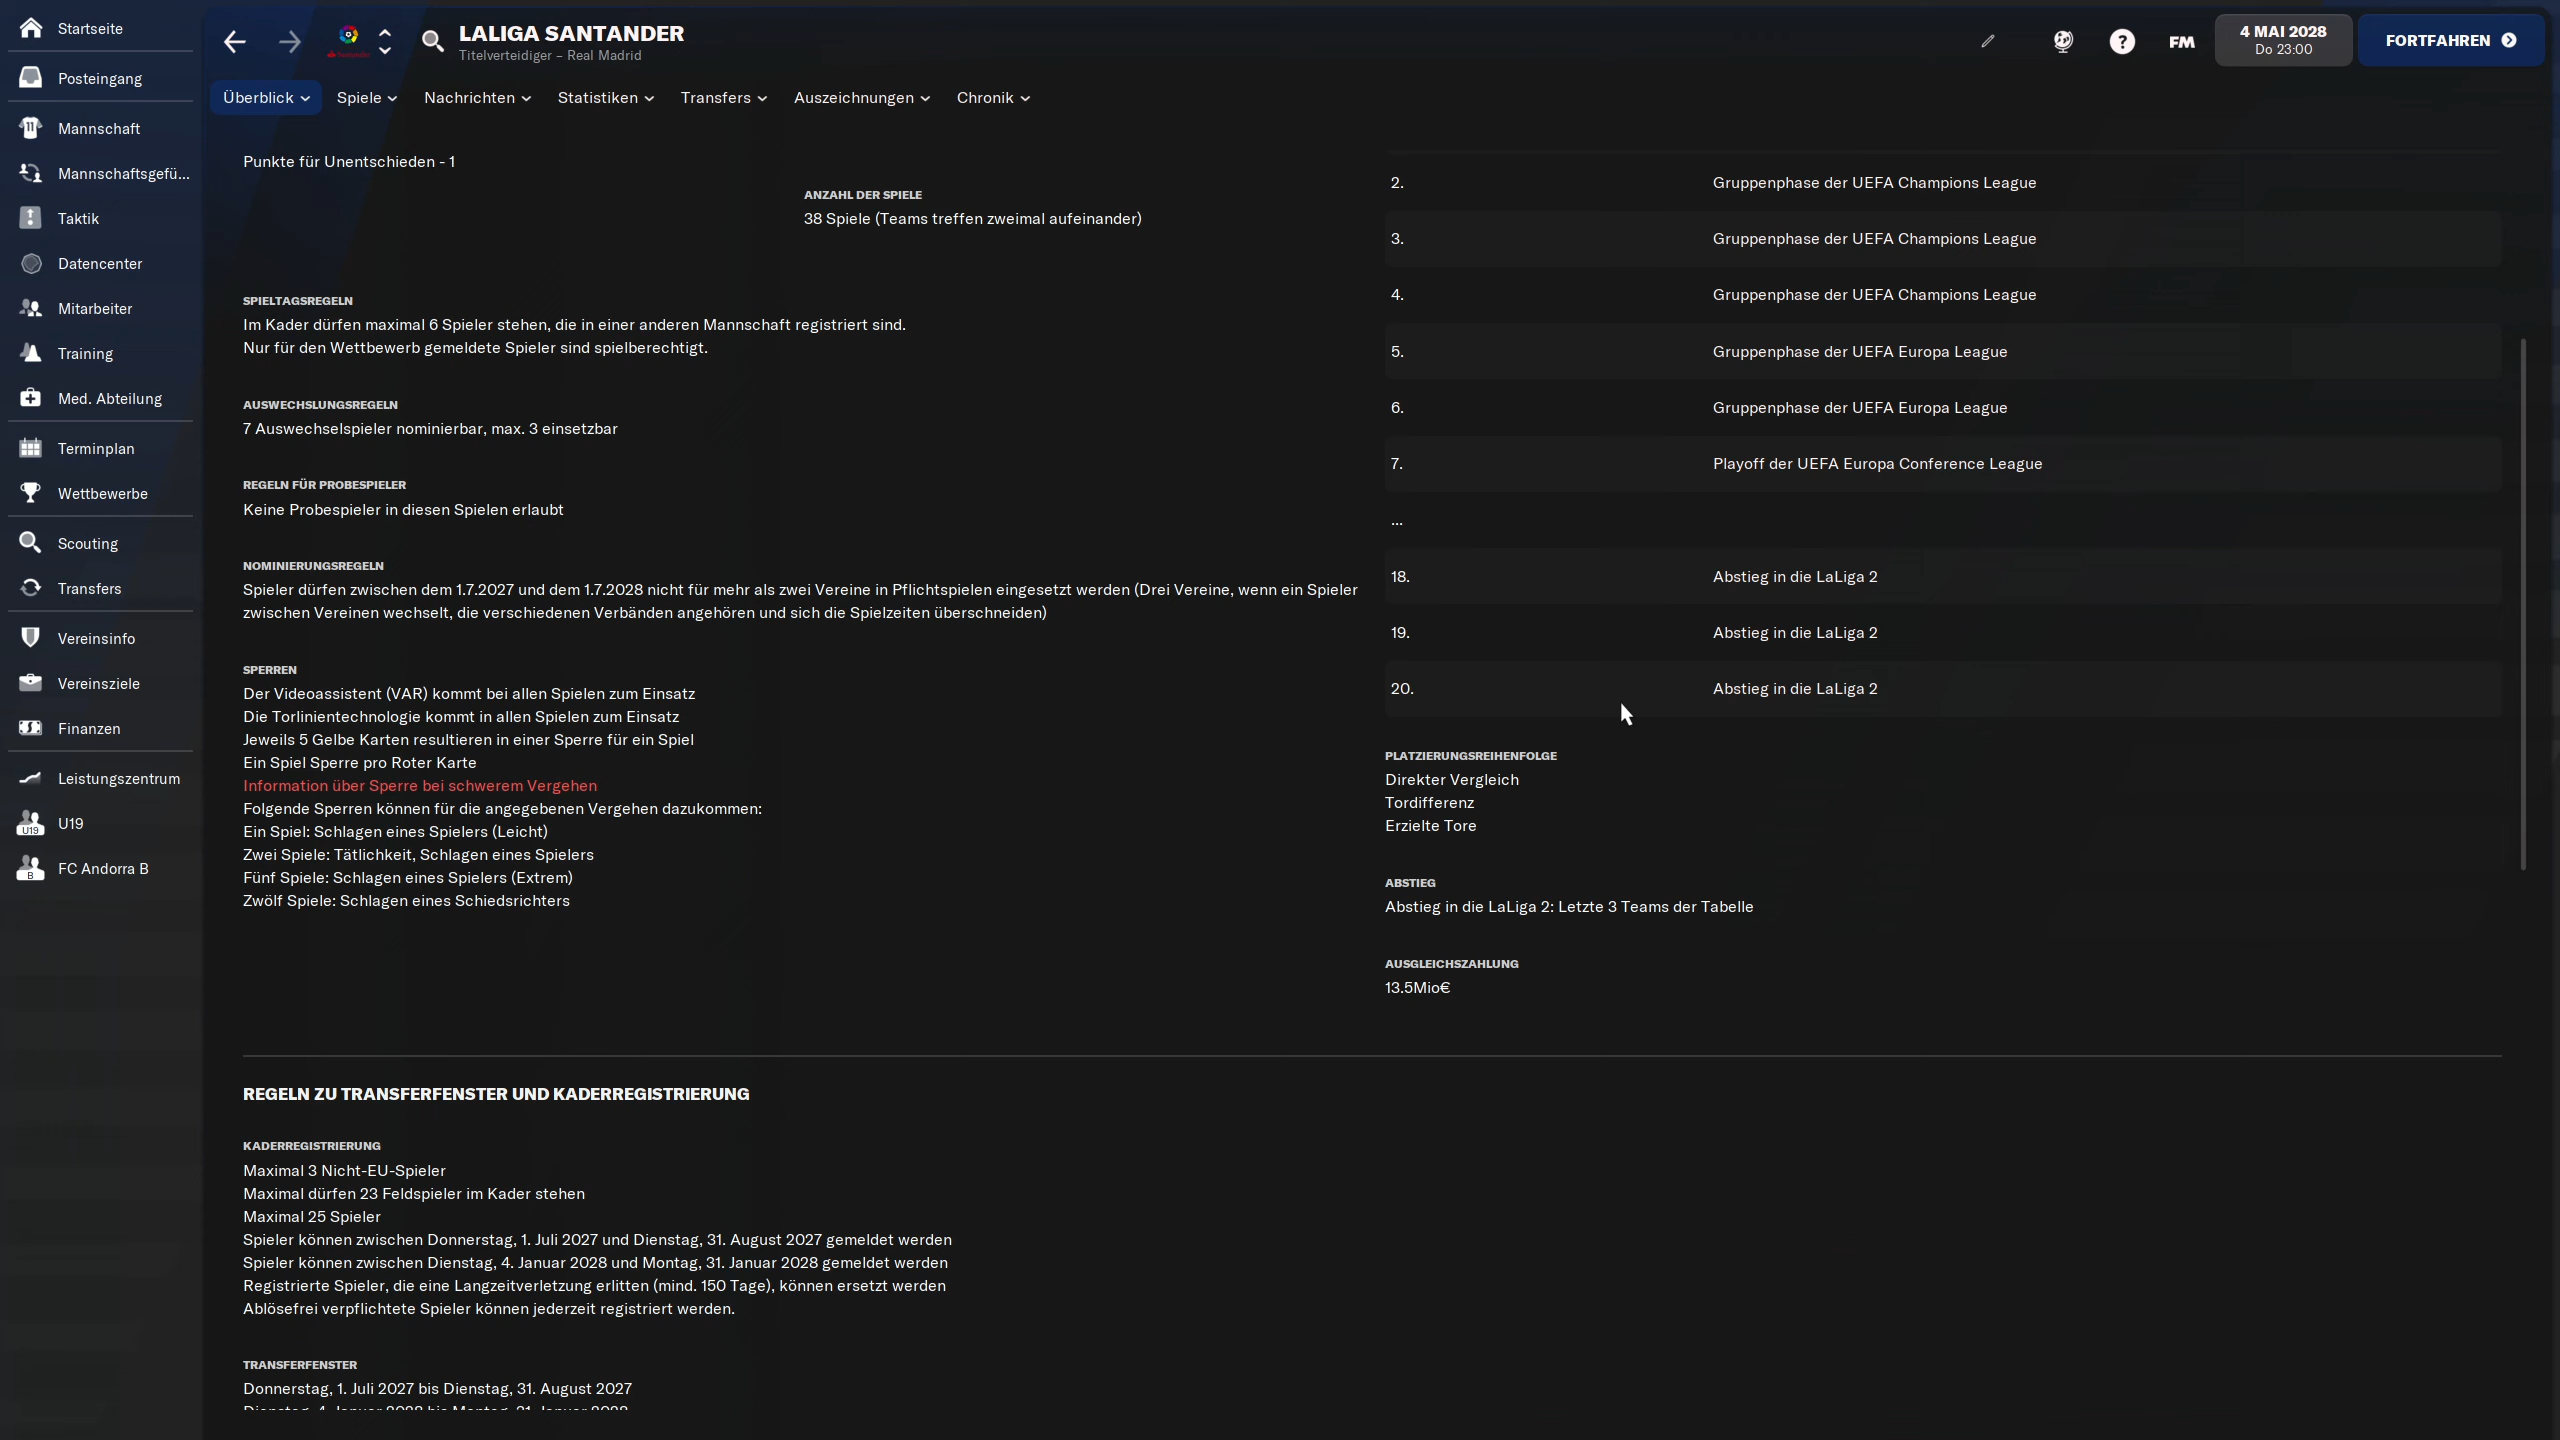 Startseite
Posteingang
Mannschaft
Mannschaftsgefü...
Taktik
Datencenter
Mitarbeiter
Training
Med. Abteilung
Terminplan
Wettbewerbe
Scouting
Transfers
Vereinsinfo
Vereinsziele
Finanzen
Leistungszentrum
U19
FC Andorra B
LALIGA SANTANDER
Titelverteidiger – Real Madrid
FM
4 MAI 2028
Do 23:00
FORTFAHREN
Überblick Spiele Nachrichten Statistiken Transfers Auszeichnungen Chronik
Punkte für Unentschieden - 1
ANZAHL DER SPIELE
38 Spiele (Teams treffen zweimal aufeinander)
SPIELTAGSREGELN
Im Kader dürfen maximal 6 Spieler stehen, die in einer anderen Mannschaft registriert sind.
Nur für den Wettbewerb gemeldete Spieler sind spielberechtigt.
AUSWECHSLUNGSREGELN
7 Auswechselspieler nominierbar, max. 3 einsetzbar
REGELN FÜR PROBESPIELER
Keine Probespieler in diesen Spielen erlaubt
NOMINIERUNGSREGELN
Spieler dürfen zwischen dem 1.7.2027 und dem 1.7.2028 nicht für mehr als zwei Vereine in Pflichtspielen eingesetzt werden (Drei Vereine, wenn ein Spieler
zwischen Vereinen wechselt, die verschiedenen Verbänden angehören und sich die Spielzeiten überschneiden)
SPERREN
Der Videoassistent (VAR) kommt bei allen Spielen zum Einsatz
Die Torlinientechnologie kommt in allen Spielen zum Einsatz
Jeweils 5 Gelbe Karten resultieren in einer Sperre für ein Spiel
Ein Spiel Sperre pro Roter Karte
Information über Sperre bei schwerem Vergehen
Folgende Sperren können für die angegebenen Vergehen dazukommen:
Ein Spiel: Schlagen eines Spielers (Leicht)
Zwei Spiele: Tätlichkeit, Schlagen eines Spielers
Fünf Spiele: Schlagen eines Spielers (Extrem)
Zwölf Spiele: Schlagen eines Schiedsrichters
2. Gruppenphase der UEFA Champions League
3. Gruppenphase der UEFA Champions League
4. Gruppenphase der UEFA Champions League
5. Gruppenphase der UEFA Europa League
6. Gruppenphase der UEFA Europa League
7. Playoff der UEFA Europa Conference League
...
18. Abstieg in die LaLiga 2
19. Abstieg in die LaLiga 2
20. Abstieg in die LaLiga 2
PLATZIERUNGSREIHENFOLGE
Direkter Vergleich
Tordifferenz
Erzielte Tore
ABSTIEG
Abstieg in die LaLiga 2: Letzte 3 Teams der Tabelle
AUSGLEICHSZAHLUNG
13.5Mio€
REGELN ZU TRANSFERFENSTER UND KADERREGISTRIERUNG
KADERREGISTRIERUNG
Maximal 3 Nicht-EU-Spieler
Maximal dürfen 23 Feldspieler im Kader stehen
Maximal 25 Spieler
Spieler können zwischen Donnerstag, 1. Juli 2027 und Dienstag, 31. August 2027 gemeldet werden
Spieler können zwischen Dienstag, 4. Januar 2028 und Montag, 31. Januar 2028 gemeldet werden
Registrierte Spieler, die eine Langzeitverletzung erlitten (mind. 150 Tage), können ersetzt werden
Ablösefrei verpflichtete Spieler können jederzeit registriert werden.
TRANSFERFENSTER
Donnerstag, 1. Juli 2027 bis Dienstag, 31. August 2027
Dienstag, 4. Januar 2028 bis Montag, 31. Januar 2028